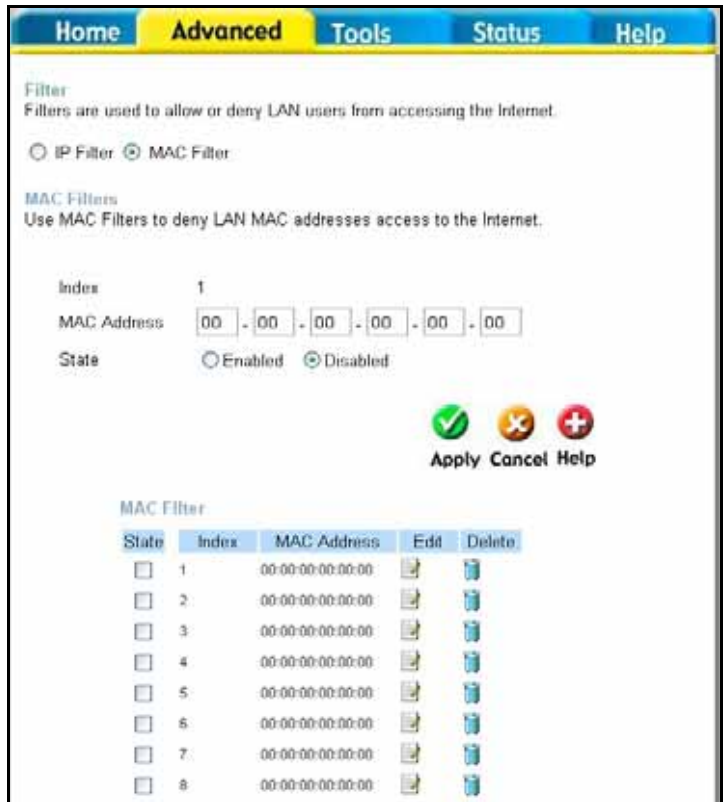 Home Advanced Tools Status Help
Filter
Filters are used to allow or deny LAN users from accessing the Internet.
IP Filter MAC Filter
MAC Filters
Use MAC Filters to deny LAN MAC addresses access to the Internet.
Index 1
MAC Address 00 - 00 - 00 - 00 - 00 - 00
State Enabled Disabled
Apply Cancel Help
MAC Filter
State Index MAC Address Edit Delete
1 00:00:00:00:00:00
2 00:00:00:00:00:00
3 00:00:00:00:00:00
4 00:00:00:00:00:00
5 00:00:00:00:00:00
6 00:00:00:00:00:00
7 00:00:00:00:00:00
8 00:00:00:00:00:00